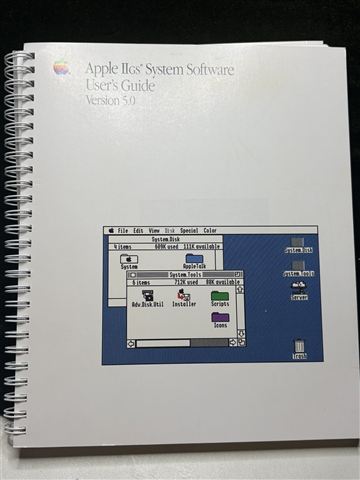 Apple IIGS® System Software
User's Guide
Version 5.0
File Edit View Disk Special Color
System.Disk
4 items 689K used 111K available
System AppleTalk
System.Tools
6 items 712K used 88K available
Adv.Disk.Util Installer Scripts
Icons
System.Disk
System.Tools
Server
Trash